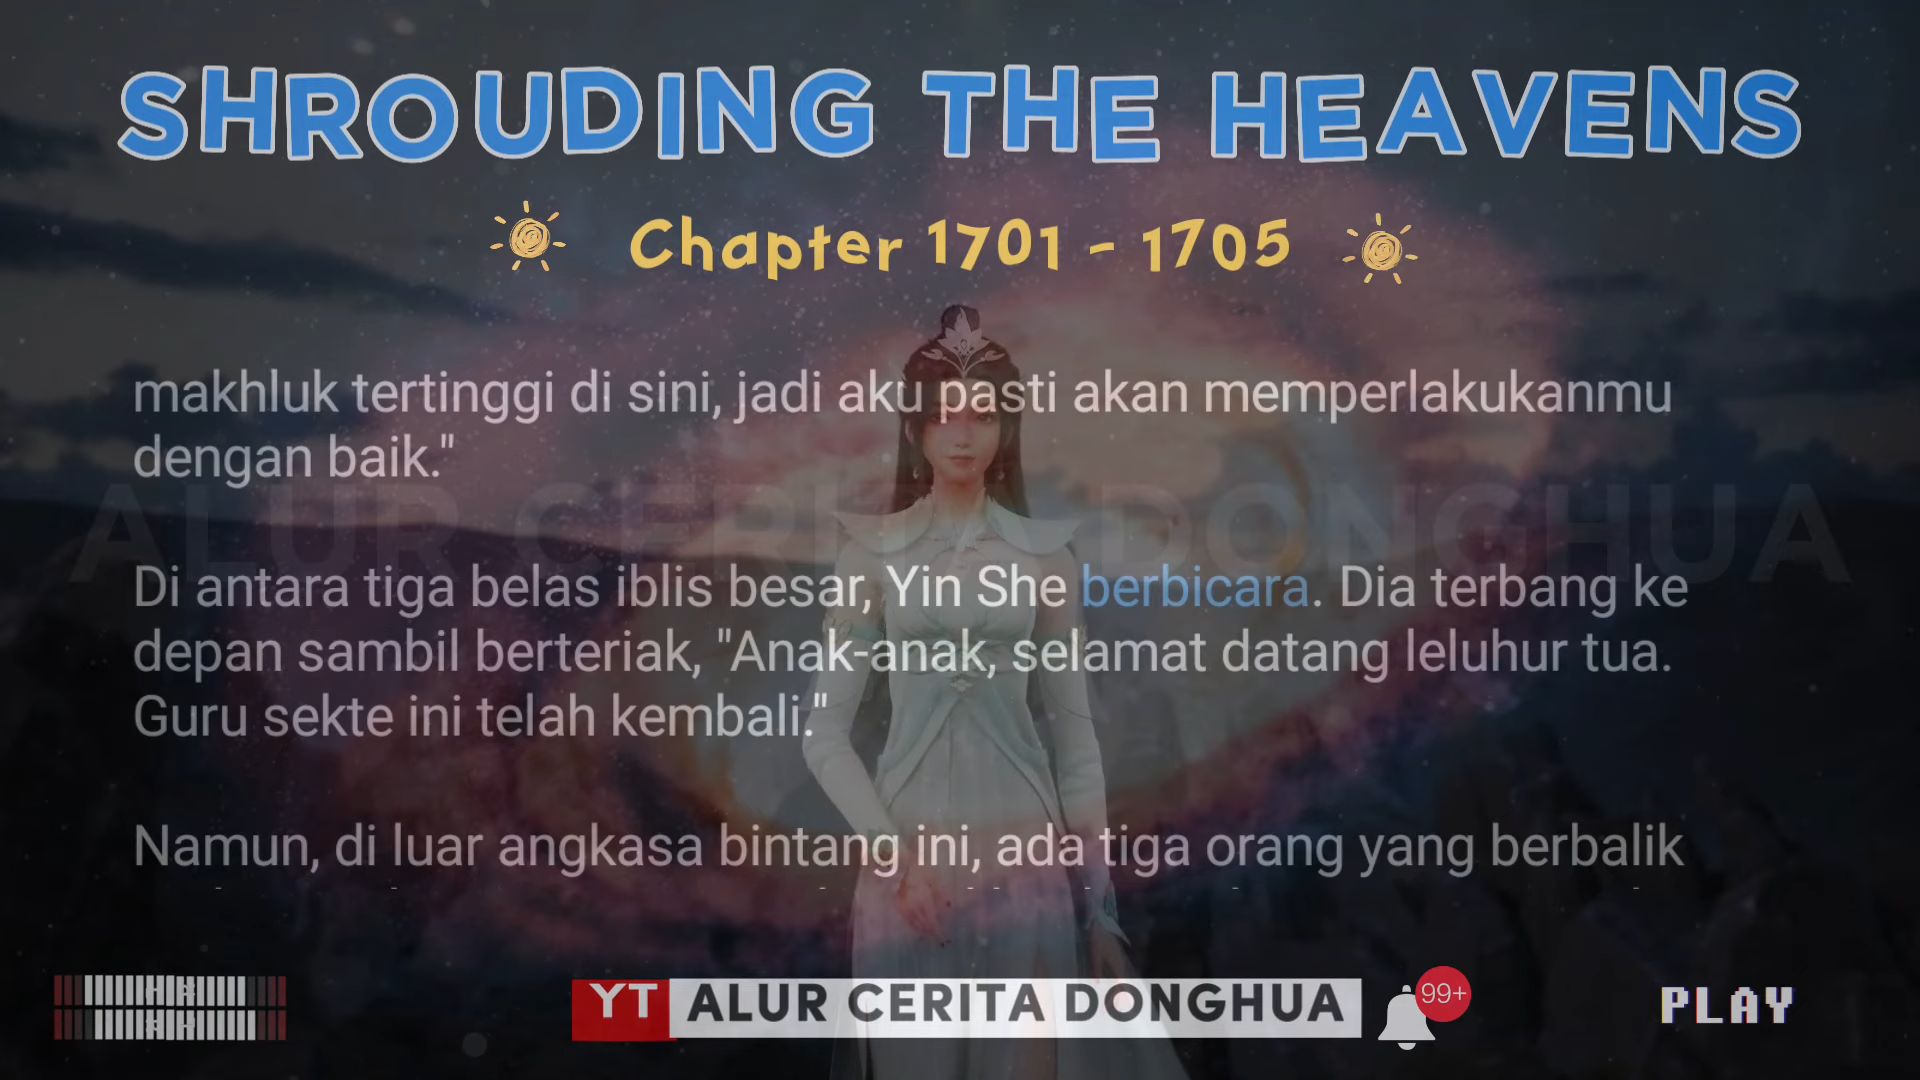 SHROUDING THE HEAVENS
Chapter 1701 - 1705
makhluk tertinggi di sini, jadi aku pasti akan memperlakukanmu
dengan baik."
ALUR CERITA DONGHUA
Di antara tiga belas iblis besar, Yin She berbicara. Dia terbang ke
depan sambil berteriak, "Anak-anak, selamat datang leluhur tua.
Guru sekte ini telah kembali."
Namun, di luar angkasa bintang ini, ada tiga orang yang berbalik
YT ALUR CERITA DONGHUA
99+
PLAY